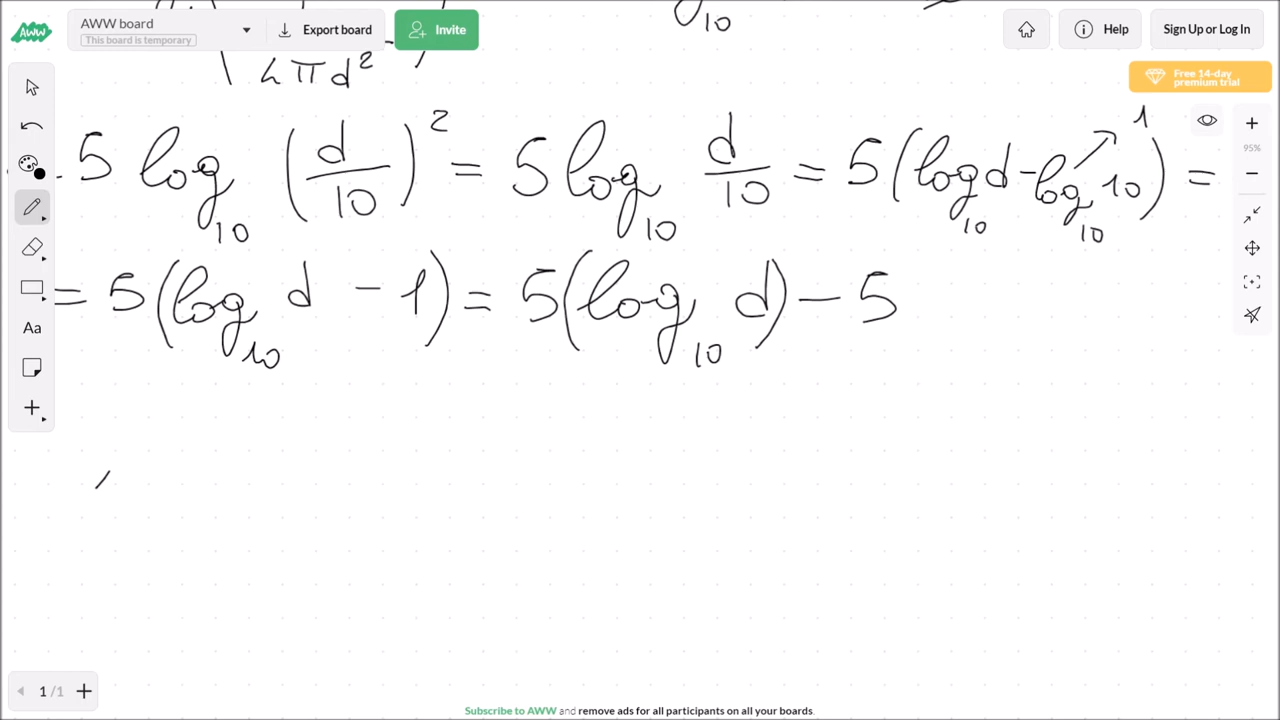 AWW board
This board is temporary
Export board
Invite
Help
Sign Up or Log In
Free 14-day
premium trial
10
4πd²
.5 log₁₀ (d/10)² = 5 log₁₀ d/10 = 5(log₁₀ d - log₁₀ 10) = 1
= 5(log₁₀ d - 1) = 5(log₁₀ d) - 5
95%
Aa
1/1
Subscribe to AWW and remove ads for all participants on all your boards.